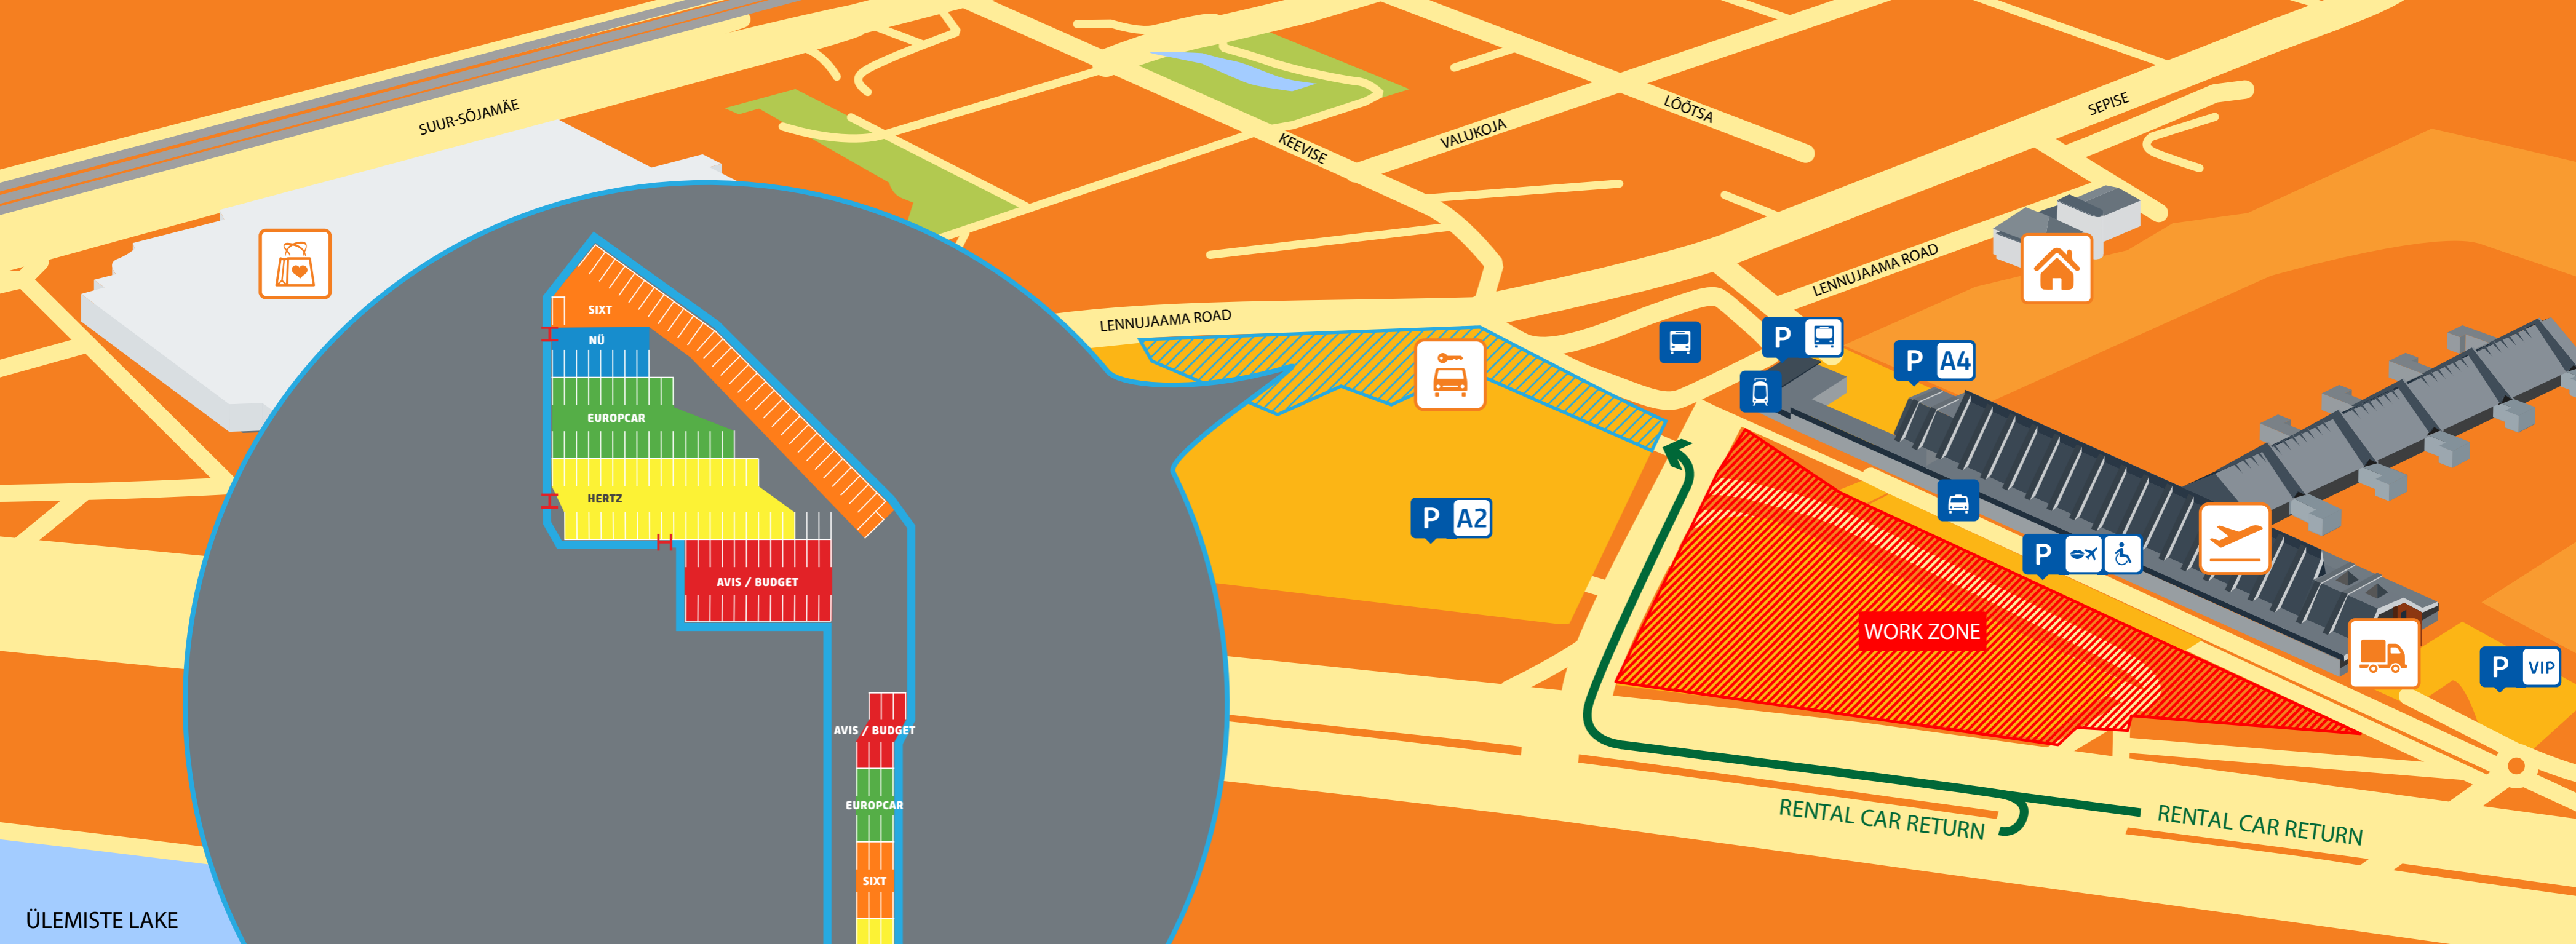 SUUR-SÕJAMÄE
KEEVISE
VALUKOJA
LÕÕTSA
SEPISE
LENNUJAAMA ROAD
LENNUJAAMA ROAD
P
P A4
SIXT
NÜ
EUROPCAR
HERTZ
AVIS / BUDGET
AVIS / BUDGET
EUROPCAR
SIXT
P A2
P
WORK ZONE
P VIP
RENTAL CAR RETURN
RENTAL CAR RETURN
ÜLEMISTE LAKE